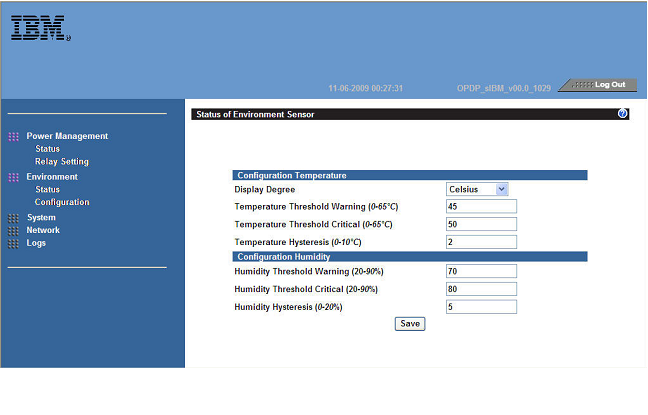 IBM®
11-06-2009 00:27:31 OPDP_sIBM_v00.0_1029 Log Out
Status of Environment Sensor ?
Power Management
Status
Relay Setting
Environment
Status
Configuration
System
Network
Logs
Configuration Temperature
Display Degree Celsius
Temperature Threshold Warning (0-65°C) 45
Temperature Threshold Critical (0-65°C) 50
Temperature Hysteresis (0-10°C) 2
Configuration Humidity
Humidity Threshold Warning (20-90%) 70
Humidity Threshold Critical (20-90%) 80
Humidity Hysteresis (0-20%) 5
Save